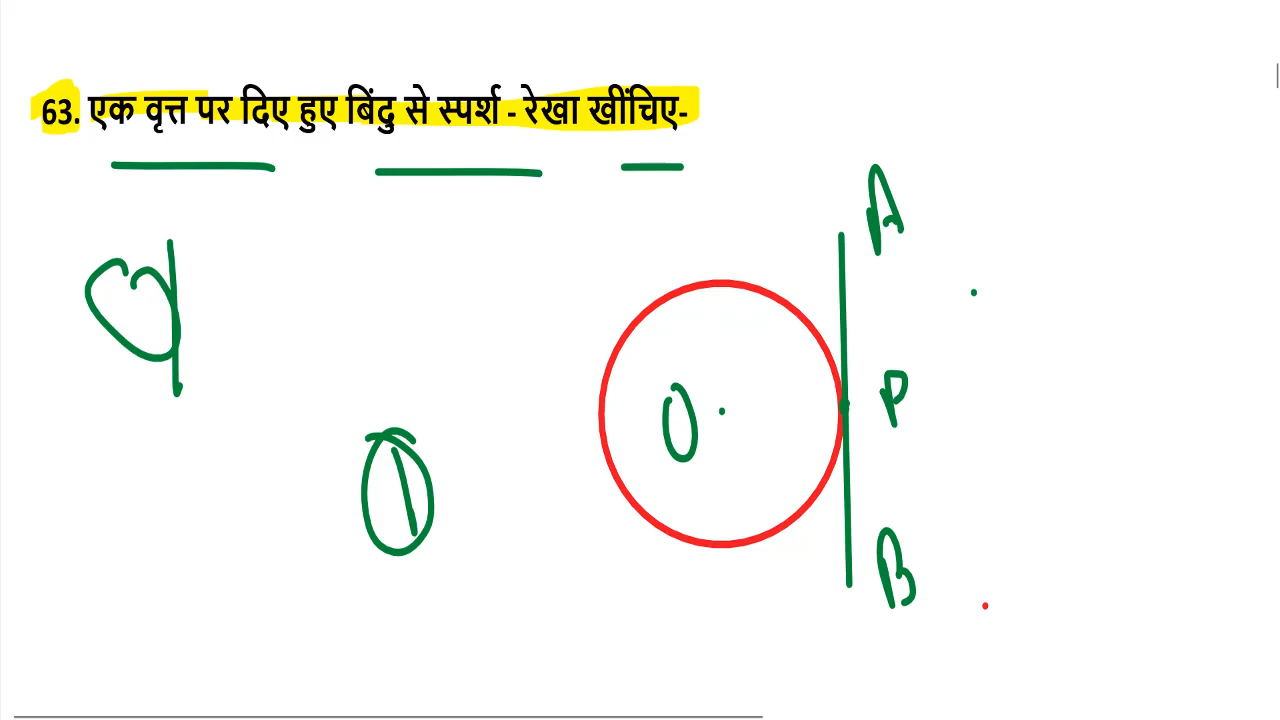 63. एक वृत्त पर दिए हुए बिंदु से स्पर्श - रेखा खींचिए-
A
P
O
B